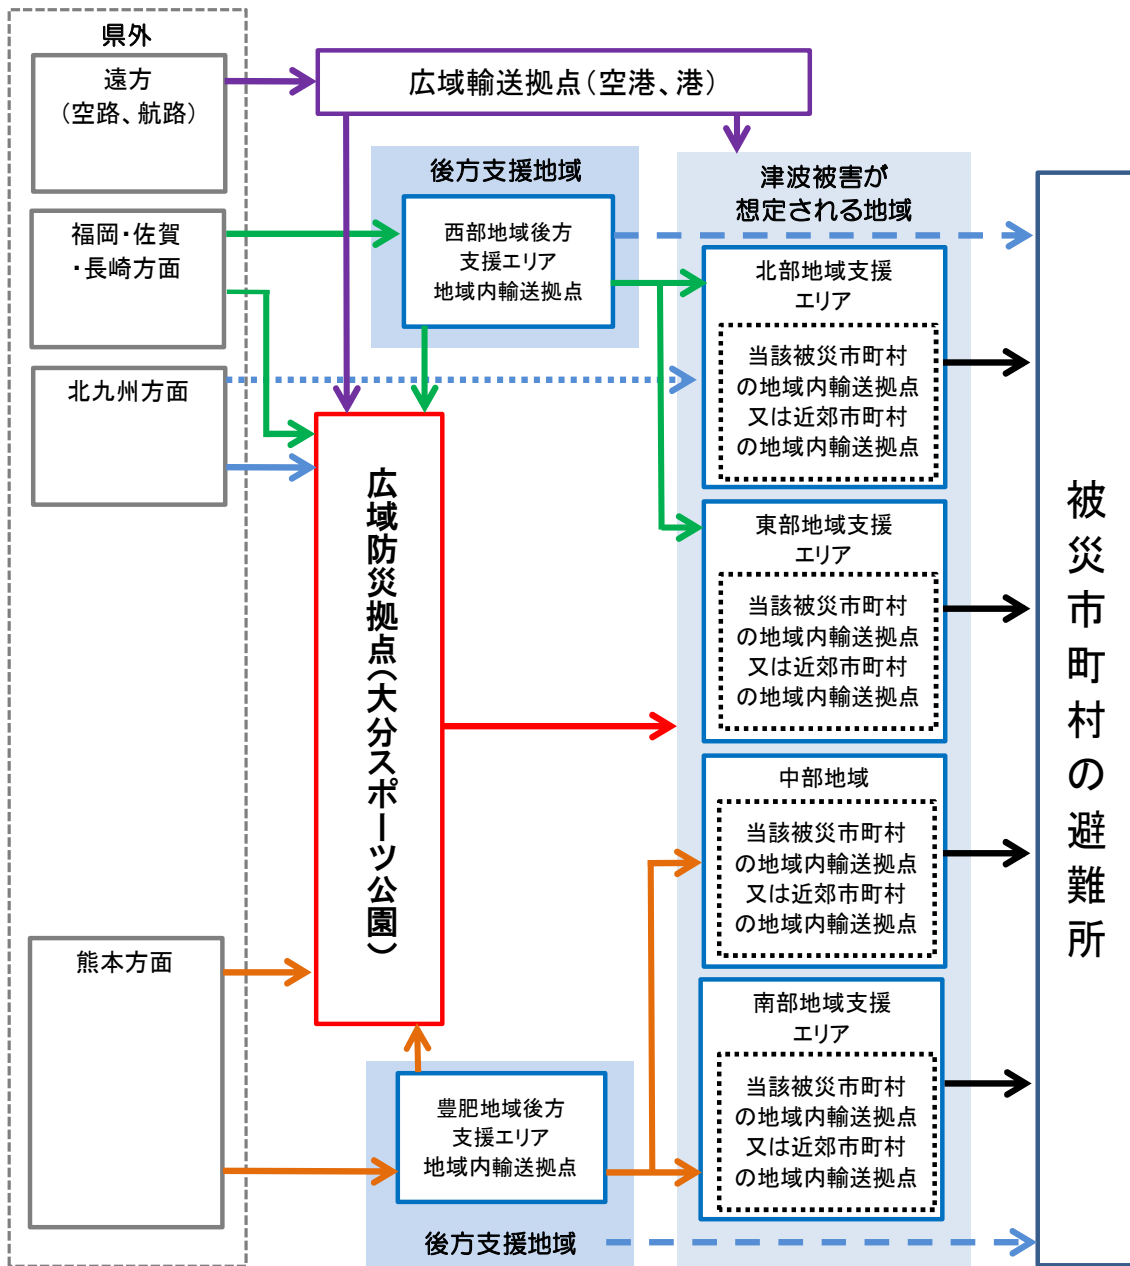 県外
遠方
(空路、航路)
広域輸送拠点(空港、港)
福岡・佐賀
・長崎方面
北九州方面
熊本方面
後方支援地域
西部地域後方
支援エリア
地域内輸送拠点
広域防災拠点(大分スポーツ公園)
豊肥地域後方
支援エリア
地域内輸送拠点
後方支援地域
津波被害が
想定される地域
北部地域支援
エリア
当該被災市町村
の地域内輸送拠点
又は近郊市町村
の地域内輸送拠点
東部地域支援
エリア
当該被災市町村
の地域内輸送拠点
又は近郊市町村
の地域内輸送拠点
中部地域
当該被災市町村
の地域内輸送拠点
又は近郊市町村
の地域内輸送拠点
南部地域支援
エリア
当該被災市町村
の地域内輸送拠点
又は近郊市町村
の地域内輸送拠点
被災市町村の避難所